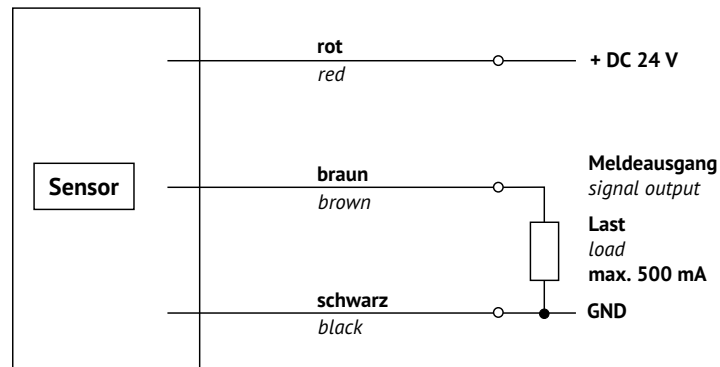 rot
red
+ DC 24 V
Sensor
braun
brown
Meldeausgang
signal output
Last
load
max. 500 mA
schwarz
black
GND